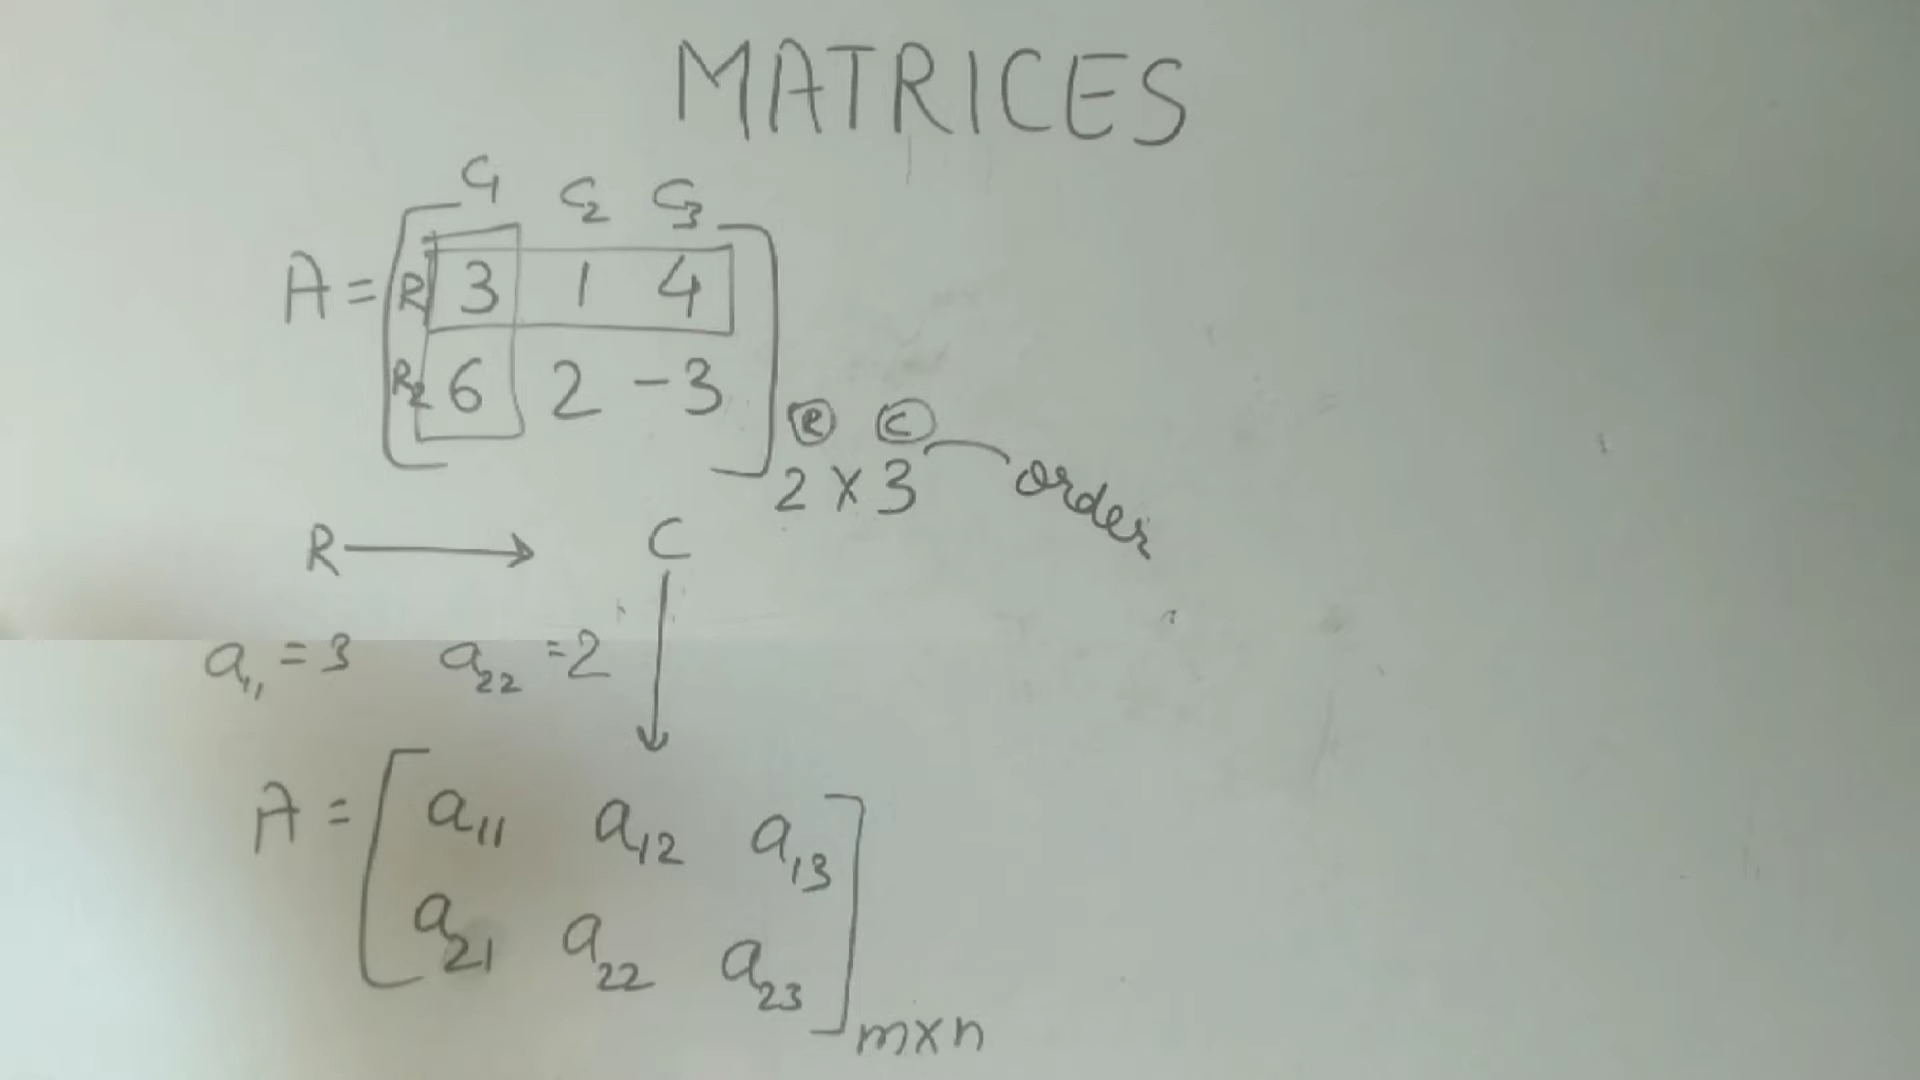 MATRICES
C1 C2 C3
A = [ R1 3 1 4
R2 6 2 -3 ]
R C
2 x 3 order
R → C ↓
a11 = 3 a22 = 2
A = [ a11 a12 a13
a21 a22 a23 ]
mxn